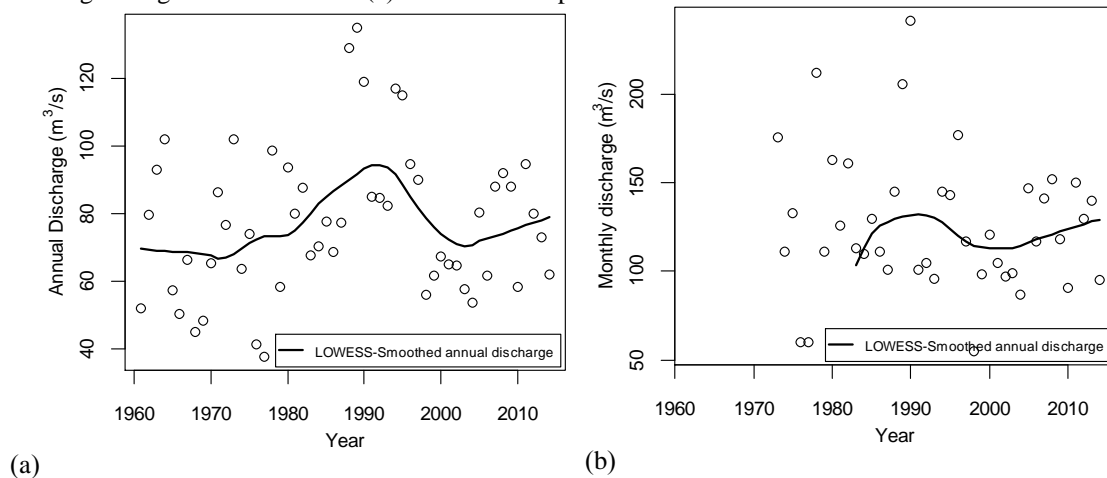 Annual Discharge (m³/s)
120
100
80
60
40
LOWESS-Smoothed annual discharge
1960 1970 1980 1990 2000 2010
Year
(a)
Monthly discharge (m³/s)
200
150
100
50
LOWESS-Smoothed annual discharge
1960 1970 1980 1990 2000 2010
Year
(b)